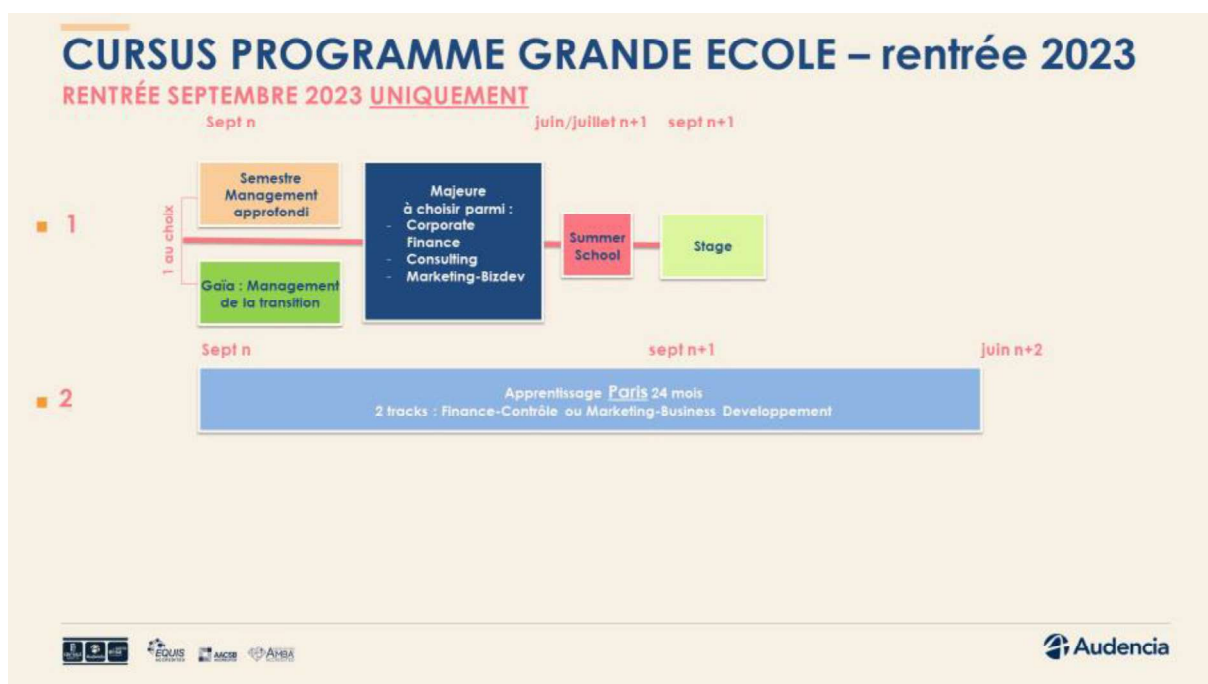 CURSUS PROGRAMME GRANDE ECOLE – rentrée 2023
RENTRÉE SEPTEMBRE 2023 UNIQUEMENT
Sept n
juin/juillet n+1
sept n+1
1
1 au choix
Semestre
Management
approfondi
Gaïa : Management
de la transition
Majeure
à choisir parmi :
- Corporate
Finance
- Consulting
- Marketing-Bizdev
Summer
School
Stage
Sept n
sept n+1
juin n+2
2
Apprentissage Paris 24 mois
2 tracks : Finance-Contrôle ou Marketing-Business Developpement
EQUIS
ACCREDITED
AACSB
AMBA
Audencia